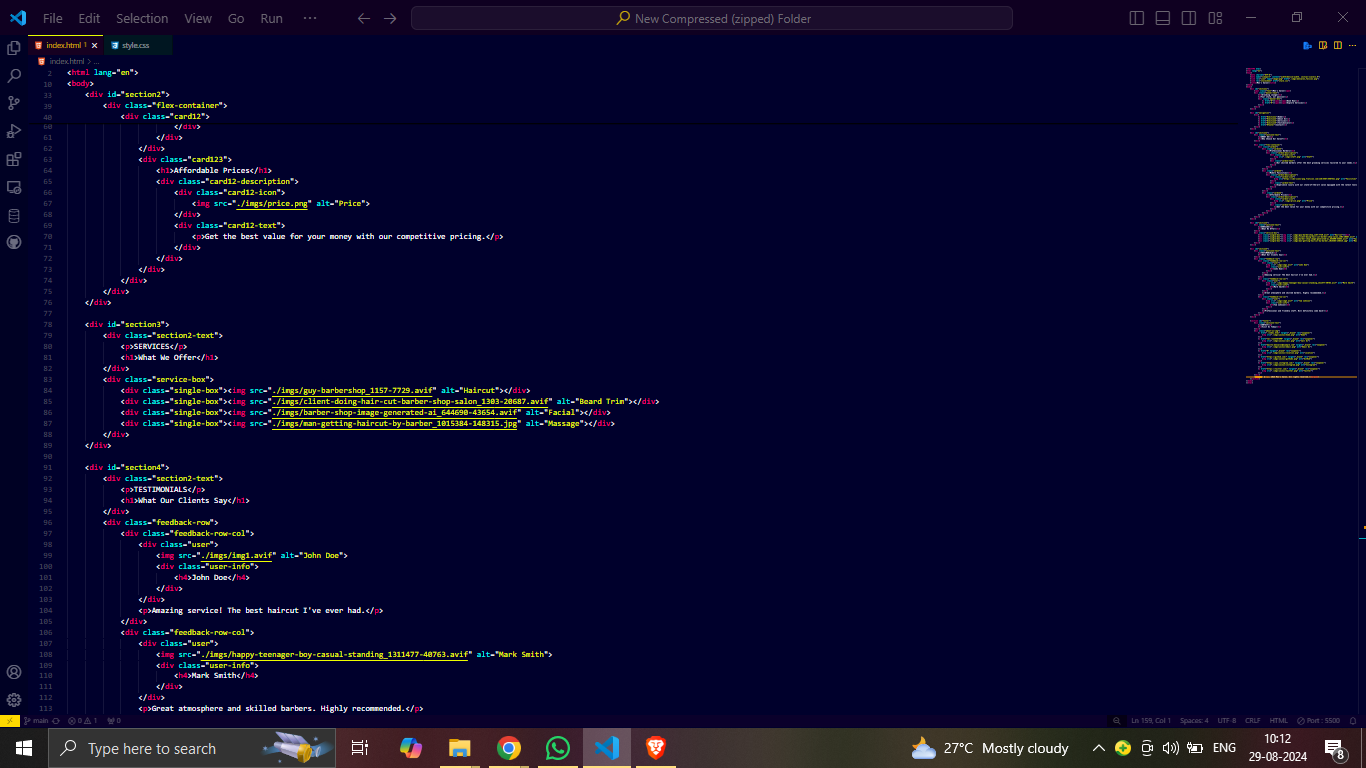 File Edit Selection View Go Run ··· New Compressed (zipped) Folder
index.html 1 style.css
index.html > ...
2 <html lang="en">
10 <body>
33 <div id="section2">
39 <div class="flex-container">
40 <div class="card12">
60 </div>
61 </div>
62 </div>
63 <div class="card123">
64 <h1>Affordable Prices</h1>
65 <div class="card12-description">
66 <div class="card12-icon">
67 <img src="./imgs/price.png" alt="Price">
68 </div>
69 <div class="card12-text">
70 <p>Get the best value for your money with our competitive pricing.</p>
71 </div>
72 </div>
73 </div>
74 </div>
75 </div>
76 </div>
77
78 <div id="section3">
79 <div class="section2-text">
80 <p>SERVICES</p>
81 <h1>What We Offer</h1>
82 </div>
83 <div class="service-box">
84 <div class="single-box"><img src="./imgs/guy-barbershop_1157-7729.avif" alt="Haircut"></div>
85 <div class="single-box"><img src="./imgs/client-doing-hair-cut-barber-shop-salon_1303-20687.avif" alt="Beard Trim"></div>
86 <div class="single-box"><img src="./imgs/barber-shop-image-generated-ai_644690-43654.avif" alt="Facial"></div>
87 <div class="single-box"><img src="./imgs/man-getting-haircut-by-barber_1015384-148315.jpg" alt="Massage"></div>
88 </div>
89 </div>
90
91 <div id="section4">
92 <div class="section2-text">
93 <p>TESTIMONIALS</p>
94 <h1>What Our Clients Say</h1>
95 </div>
96 <div class="feedback-row">
97 <div class="feedback-row-col">
98 <div class="user">
99 <img src="./imgs/img1.avif" alt="John Doe">
100 <div class="user-info">
101 <h4>John Doe</h4>
102 </div>
103 </div>
104 <p>Amazing service! The best haircut I've ever had.</p>
105 </div>
106 <div class="feedback-row-col">
107 <div class="user">
108 <img src="./imgs/happy-teenager-boy-casual-standing_1311477-40763.avif" alt="Mark Smith">
109 <div class="user-info">
110 <h4>Mark Smith</h4>
111 </div>
112 </div>
113 <p>Great atmosphere and skilled barbers. Highly recommended.</p>
main 0 1 0 Ln 159, Col 1 Spaces: 4 UTF-8 CRLF HTML Port : 5500
Type here to search 27°C Mostly cloudy ENG 10:12
29-08-2024 8